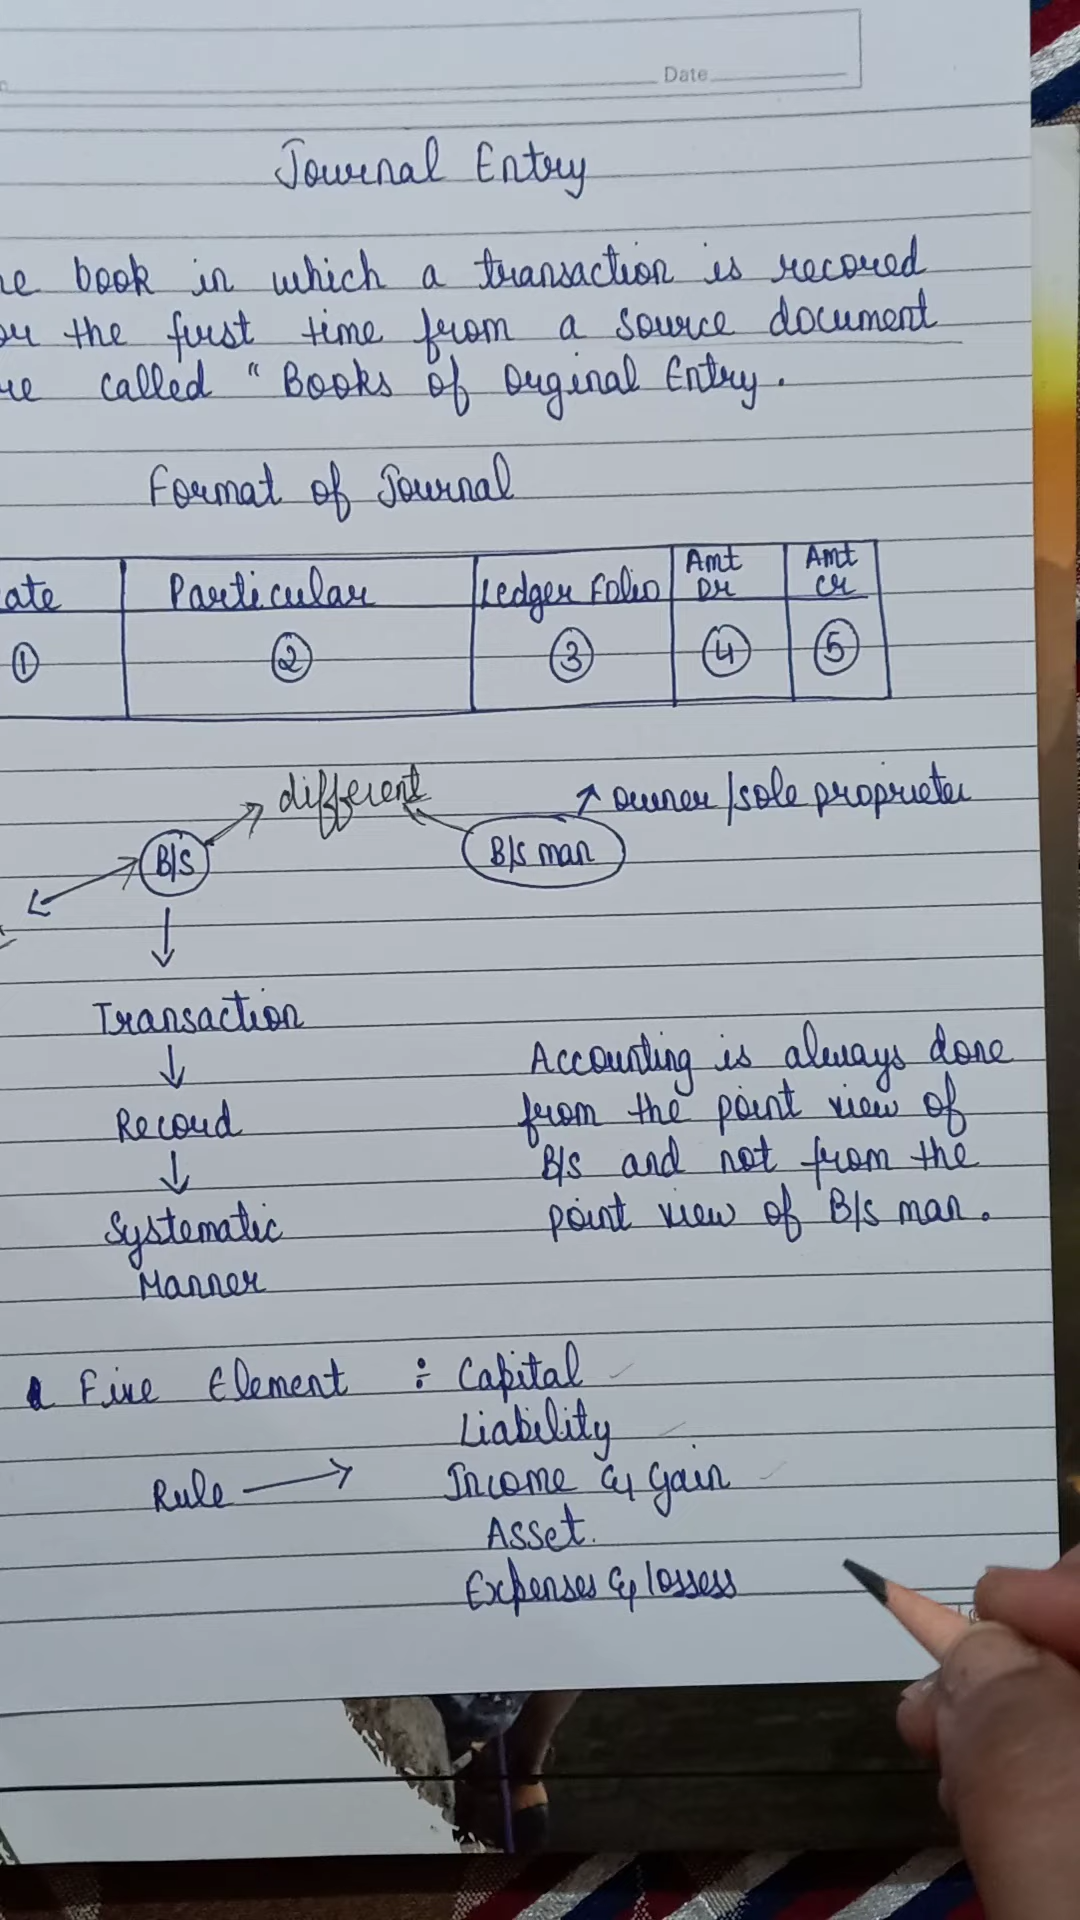 Date
Journal Entry
book in which a transaction is recored
the first time from a source document
called " Books of Orginal Entry.
Format of Journal
ate Particular Ledger Folio Amt Dr Amt Cr
① ② ③ ④ ⑤
different
↑ owner/sole proprieter
B/S B/s man
Transaction
↓
Record
↓
Systematic
Manner
Accounting is always done
from the point view of
B/s and not from the
point view of B/s man.
Five Element : Capital
Liability
Rule → Income & gain
Asset.
Expenses & lossess